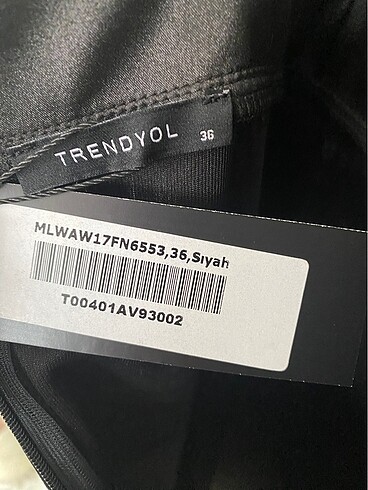 TRENDYOL 36
MLWAW17FN6553,36,Sıyah
T00401AV93002